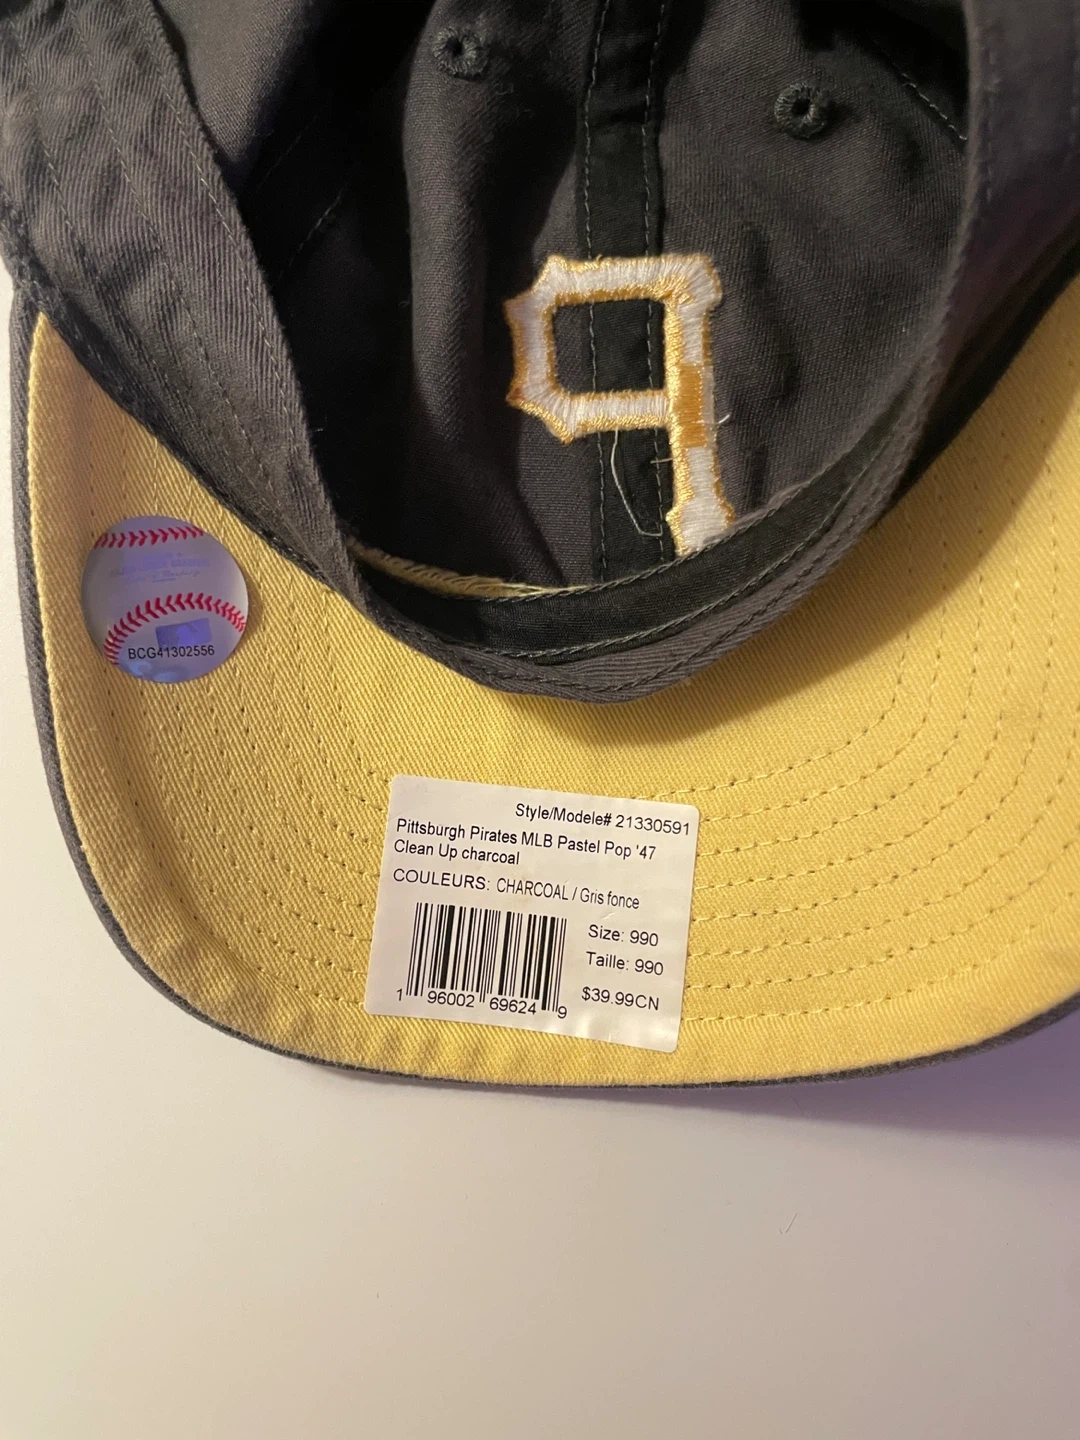 BCG41302556
Style/Modele# 21330591
Pittsburgh Pirates MLB Pastel Pop '47
Clean Up charcoal
COULEURS: CHARCOAL / Gris fonce
Size: 990
Taille: 990
$39.99CN
1 96002 69624 9